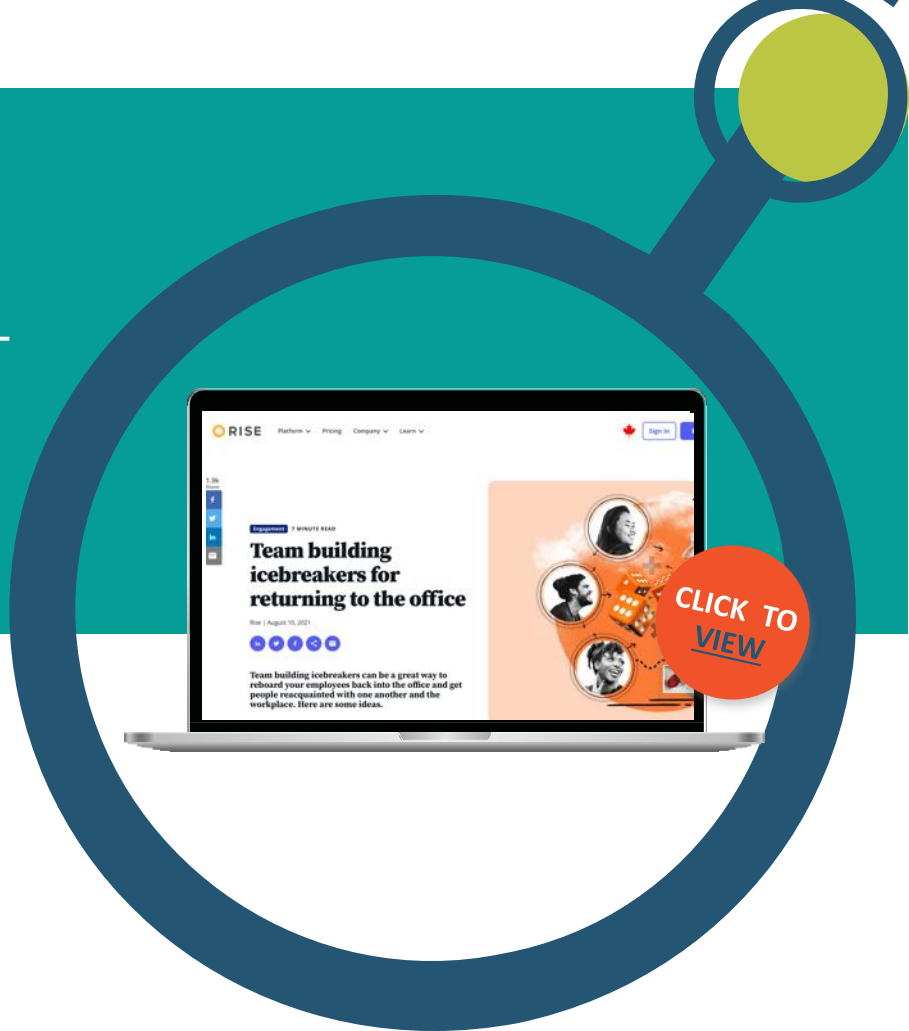 RISE
Platform Pricing Company Learn
Sign in
1.5k
Engagement 7 MINUTE READ
Team building
icebreakers for
returning to the office
Rise | August 10, 2021
Team building icebreakers can be a great way to
reboard your employees back into the office and get
people reacquainted with one another and the
workplace. Here are some ideas.
CLICK TO
VIEW